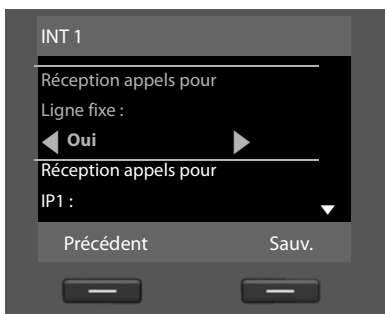 INT 1
Réception appels pour
Ligne fixe :
Oui
Réception appels pour
IP1 :
Précédent Sauv.